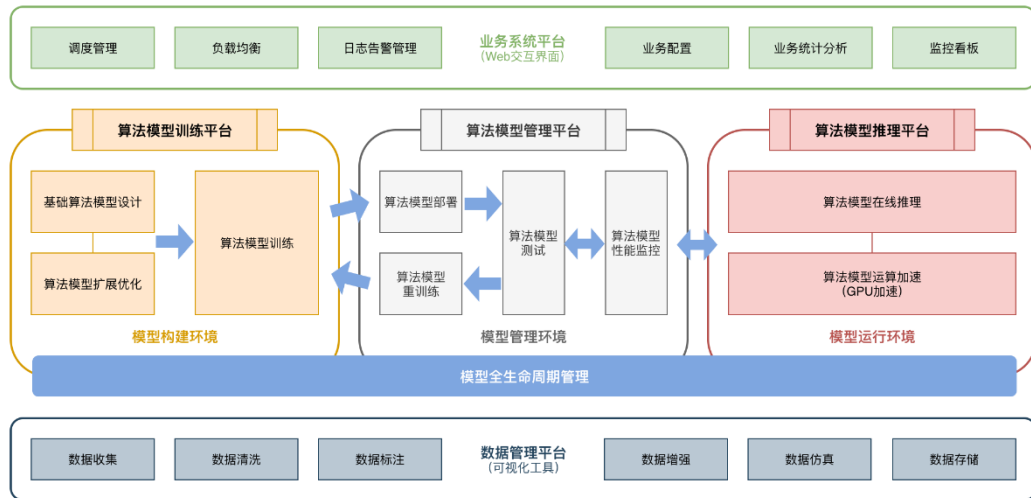 调度管理
负载均衡
日志告警管理
业务系统平台
(Web交互界面)
业务配置
业务统计分析
监控看板
算法模型训练平台
基础算法模型设计
算法模型扩展优化
算法模型训练
模型构建环境
算法模型管理平台
算法模型部署
算法模型
重训练
算法模型
测试
算法模型
性能监控
模型管理环境
算法模型推理平台
算法模型在线推理
算法模型运算加速
(GPU加速)
模型运行环境
模型全生命周期管理
数据收集
数据清洗
数据标注
数据管理平台
(可视化工具)
数据增强
数据仿真
数据存储